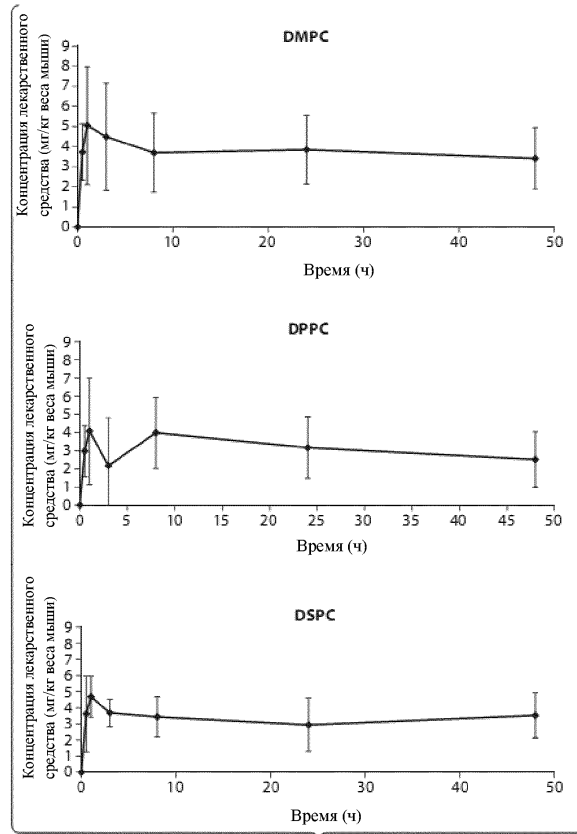 DMPC
Концентрация лекарственного
средства (мг/кг веса мыши)
9
8
7
6
5
4
3
2
1
0
0 10 20 30 40 50
Время (ч)
DPPC
Концентрация лекарственного
средства (мг/кг веса мыши)
9
8
7
6
5
4
3
2
1
0
0 5 10 15 20 25 30 35 40 45 50
Время (ч)
DSPC
Концентрация лекарственного
средства (мг/кг веса мыши)
9
8
7
6
5
4
3
2
1
0
0 10 20 30 40 50
Время (ч)